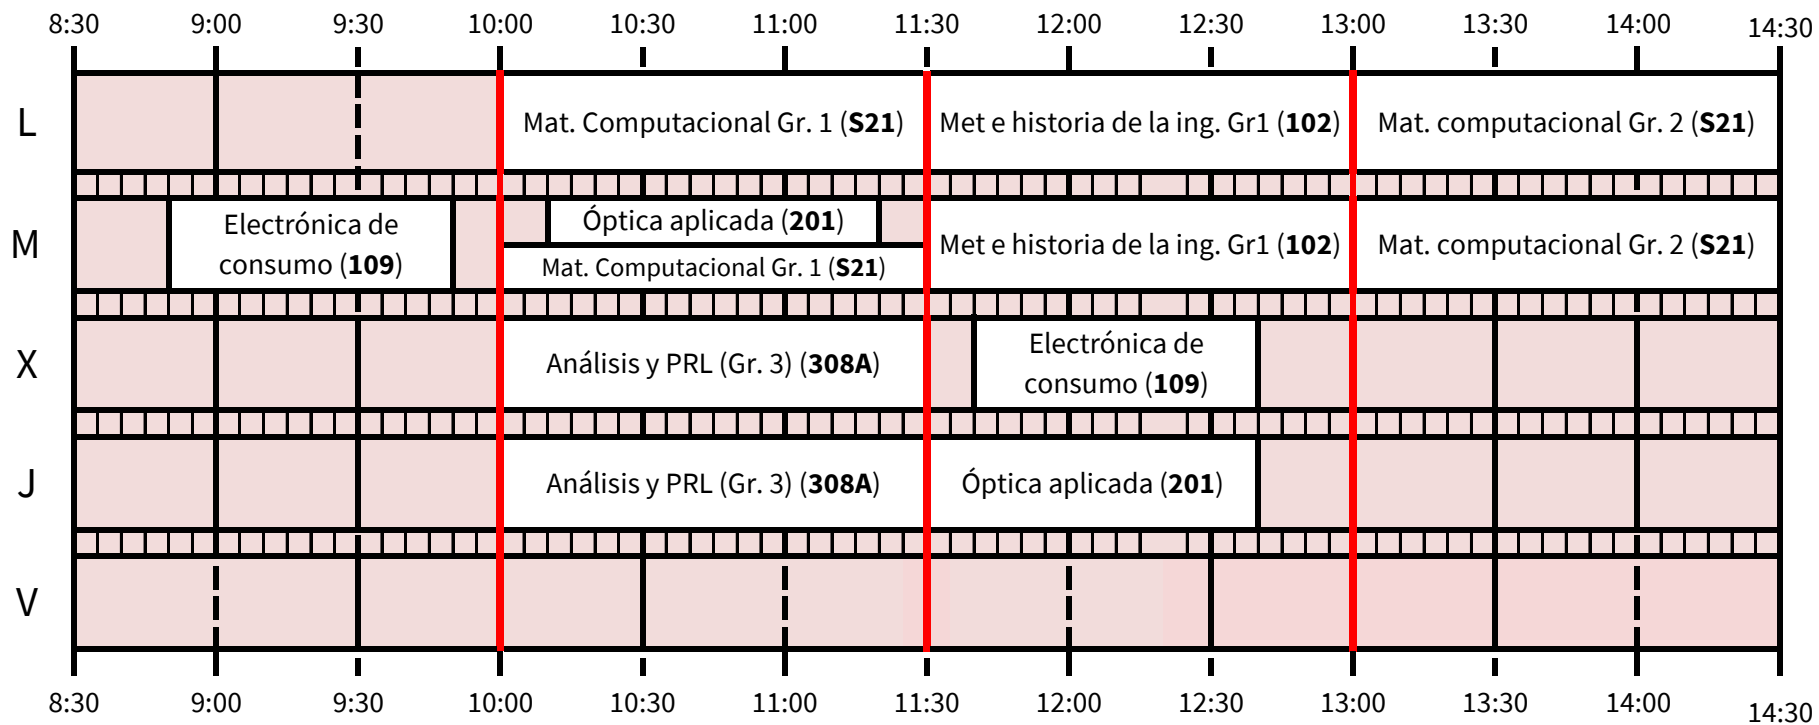 8:30 9:00 9:30 10:00 10:30 11:00 11:30 12:00 12:30 13:00 13:30 14:00 14:30
L
Mat. Computacional Gr. 1 (S21)
Met e historia de la ing. Gr1 (102)
Mat. computacional Gr. 2 (S21)
M
Electrónica de
consumo (109)
Óptica aplicada (201)
Mat. Computacional Gr. 1 (S21)
Met e historia de la ing. Gr1 (102)
Mat. computacional Gr. 2 (S21)
X
Análisis y PRL (Gr. 3) (308A)
Electrónica de
consumo (109)
J
Análisis y PRL (Gr. 3) (308A)
Óptica aplicada (201)
V
8:30 9:00 9:30 10:00 10:30 11:00 11:30 12:00 12:30 13:00 13:30 14:00 14:30